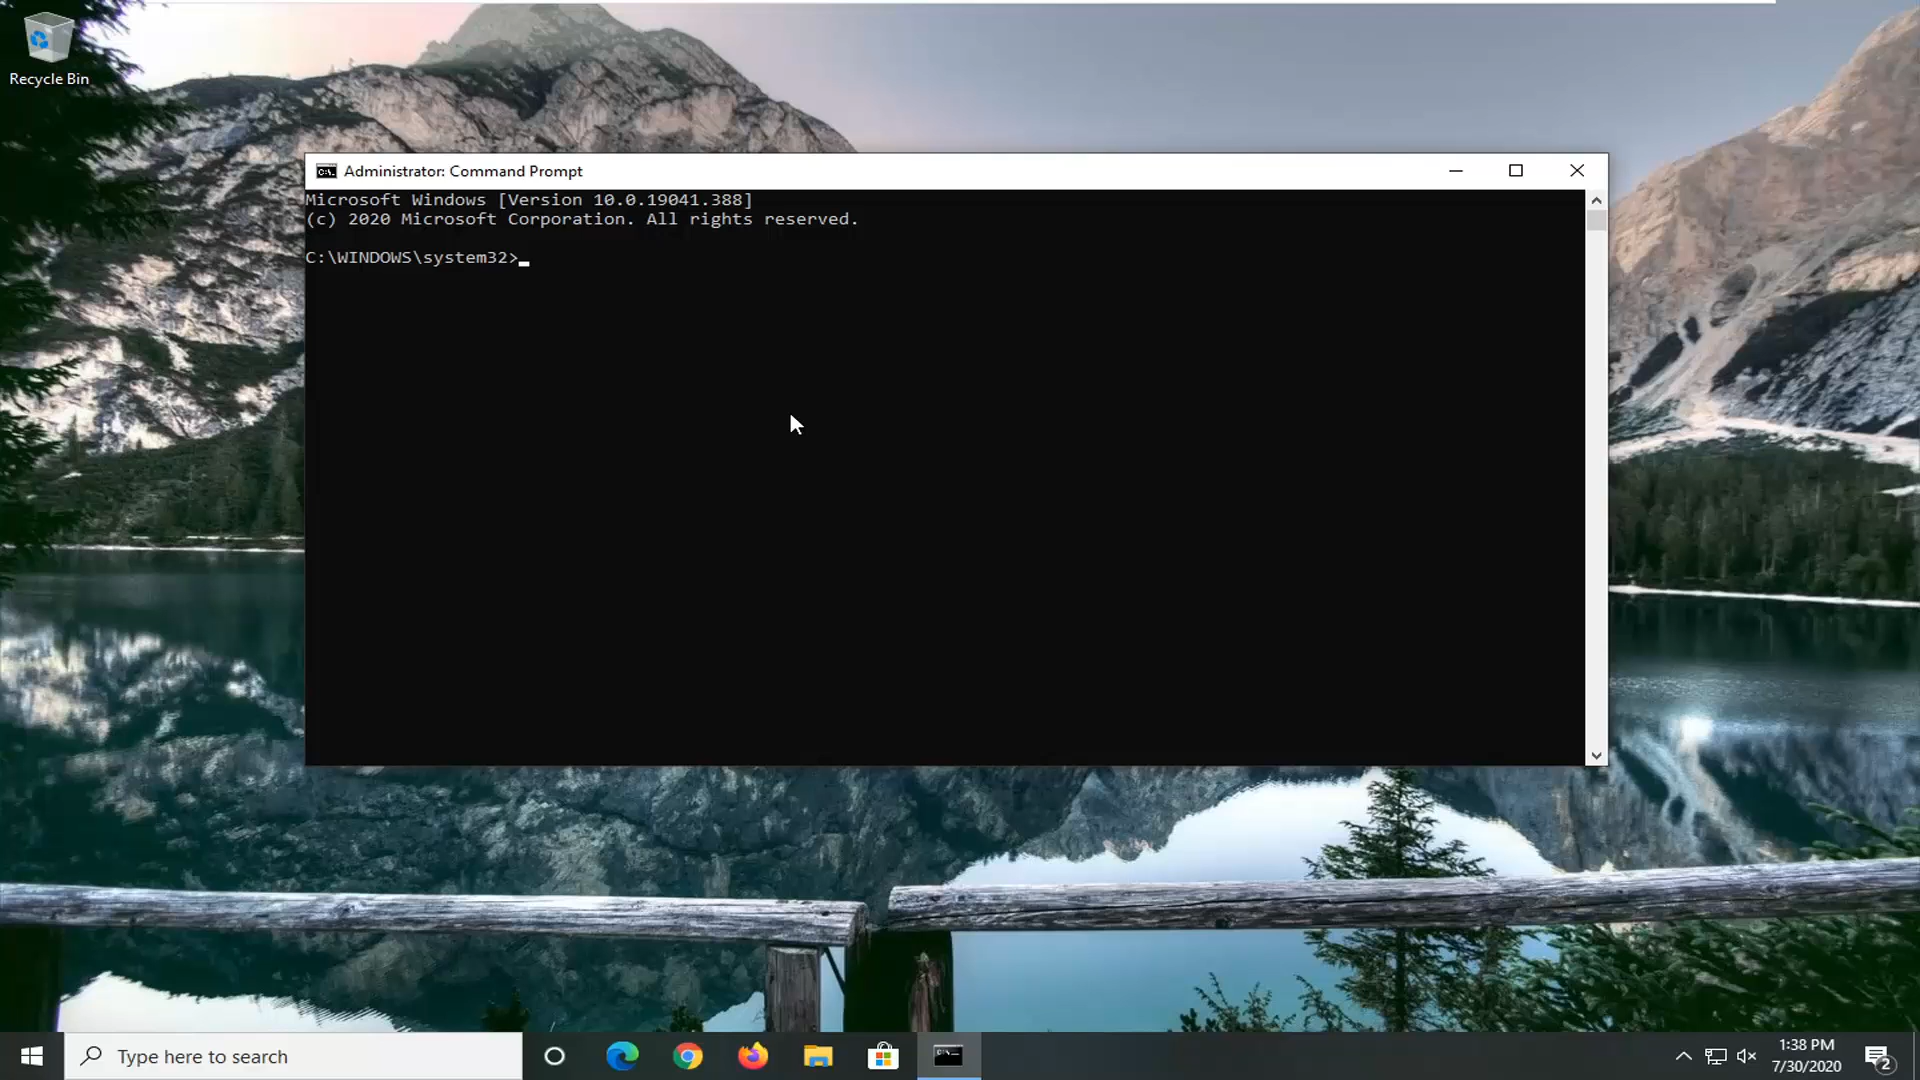 Recycle Bin
Administrator: Command Prompt
Microsoft Windows [Version 10.0.19041.388]
(c) 2020 Microsoft Corporation. All rights reserved.
C:\WINDOWS\system32>
Type here to search
1:38 PM
7/30/2020
2